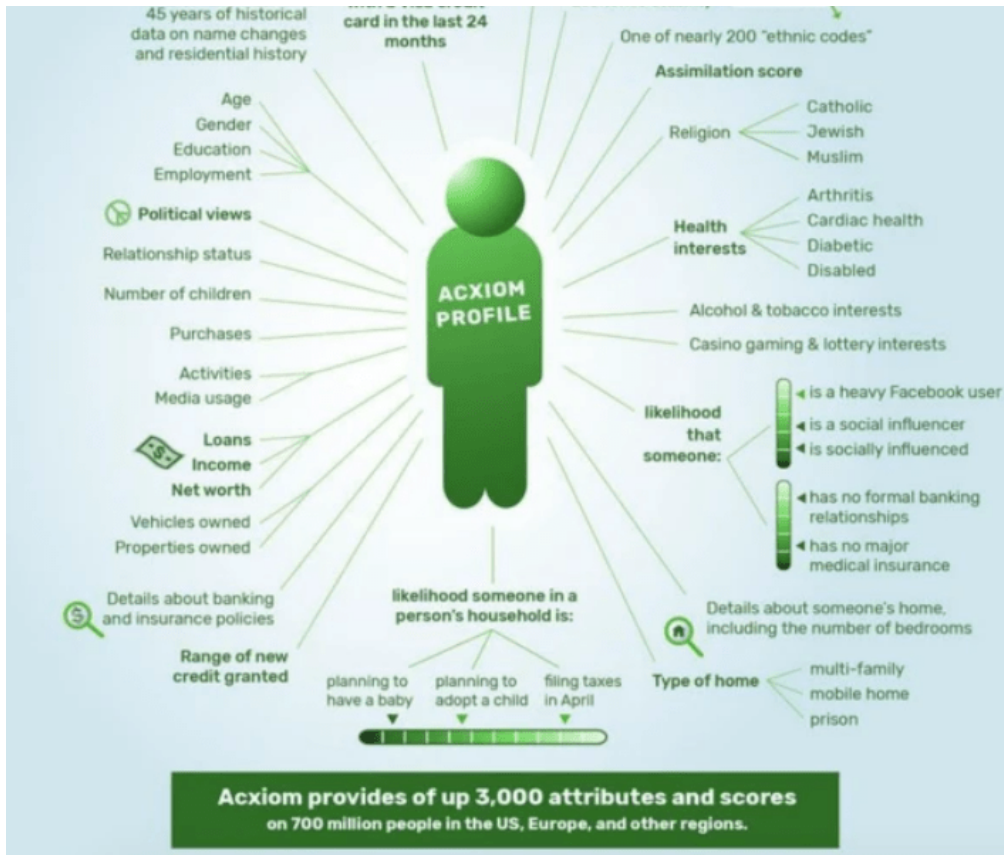 45 years of historical
data on name changes
and residential history
card in the last 24
months
One of nearly 200 “ethnic codes”
Assimilation score
Religion
Catholic
Jewish
Muslim
Age
Gender
Education
Employment
Political views
Relationship status
Number of children
Purchases
Activities
Media usage
Loans
Income
Net worth
Vehicles owned
Properties owned
Details about banking
and insurance policies
Range of new
credit granted
ACXIOM
PROFILE
Health
interests
Arthritis
Cardiac health
Diabetic
Disabled
Alcohol & tobacco interests
Casino gaming & lottery interests
likelihood
that
someone:
is a heavy Facebook user
is a social influencer
is socially influenced
has no formal banking
relationships
has no major
medical insurance
Details about someone's home,
including the number of bedrooms
Type of home
multi-family
mobile home
prison
likelihood someone in a
person's household is:
planning to
have a baby
planning to
adopt a child
filing taxes
in April
Acxiom provides of up 3,000 attributes and scores
on 700 million people in the US, Europe, and other regions.